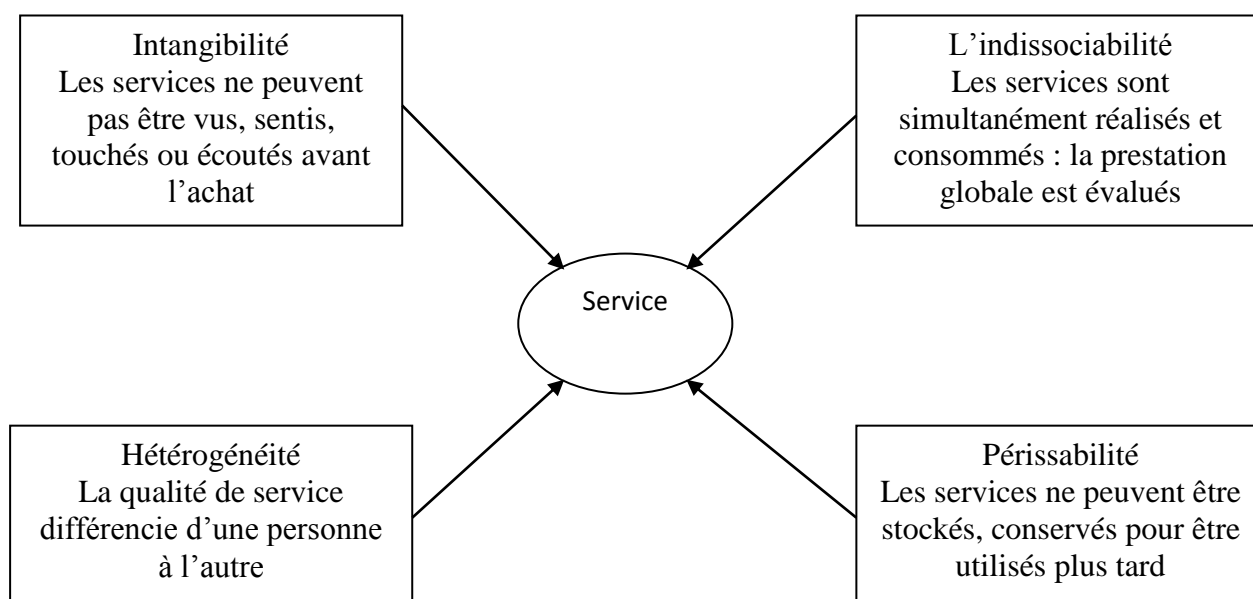 Intangibilité
Les services ne peuvent
pas être vus, sentis,
touchés ou écoutés avant
l’achat
L’indissociabilité
Les services sont
simultanément réalisés et
consommés : la prestation
globale est évalués
Service
Hétérogénéité
La qualité de service
différencie d’une personne
à l’autre
Périssabilité
Les services ne peuvent être
stockés, conservés pour être
utilisés plus tard